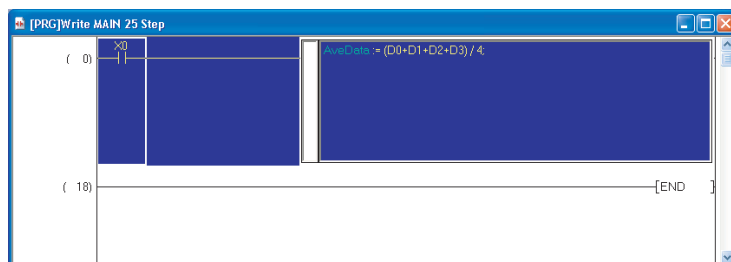 [PRG]Write MAIN 25 Step
X0
( 0) AveData := (D0+D1+D2+D3) / 4;
( 18) [END ]